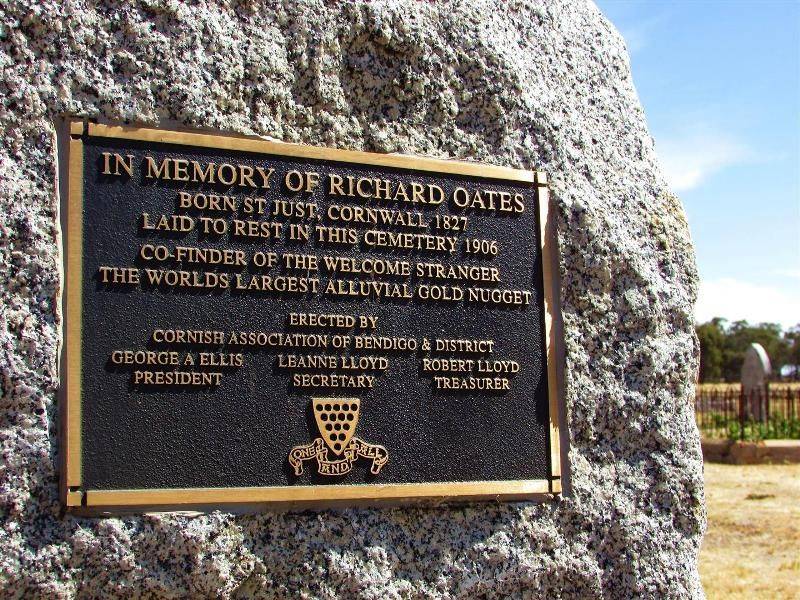 IN MEMORY OF RICHARD OATES
BORN ST JUST, CORNWALL 1827
LAID TO REST IN THIS CEMETERY 1906
CO-FINDER OF THE WELCOME STRANGER
THE WORLDS LARGEST ALLUVIAL GOLD NUGGET
ERECTED BY
CORNISH ASSOCIATION OF BENDIGO & DISTRICT
GEORGE A ELLIS LEANNE LLOYD ROBERT LLOYD
PRESIDENT SECRETARY TREASURER
ONE AND ALL